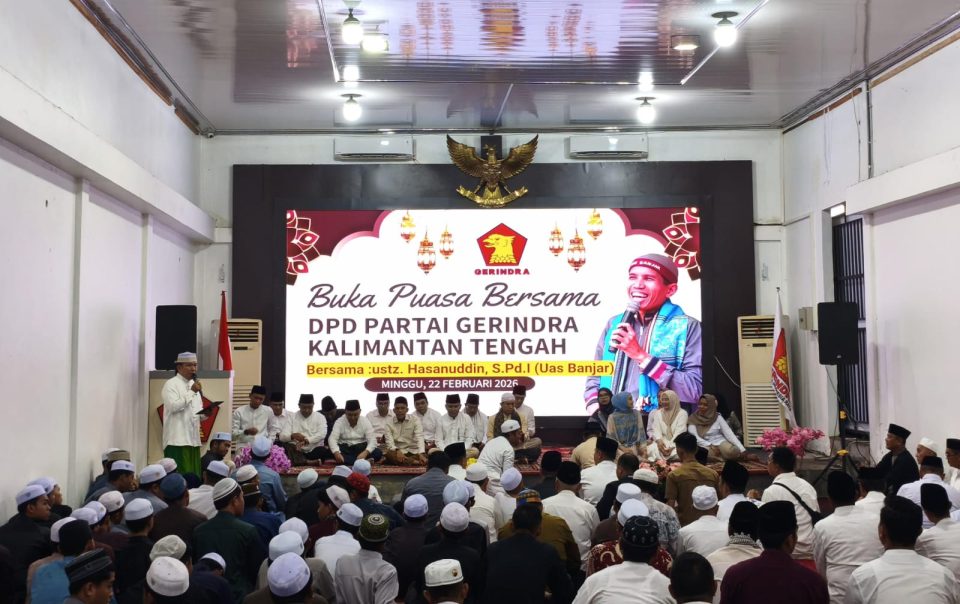 GERINDRA
Buka Puasa Bersama
DPD PARTAI GERINDRA
KALIMANTAN TENGAH
Bersama :ustz. Hasanuddin, S.Pd.I (Uas Banjar)
MINGGU, 22 FEBRUARI 2026